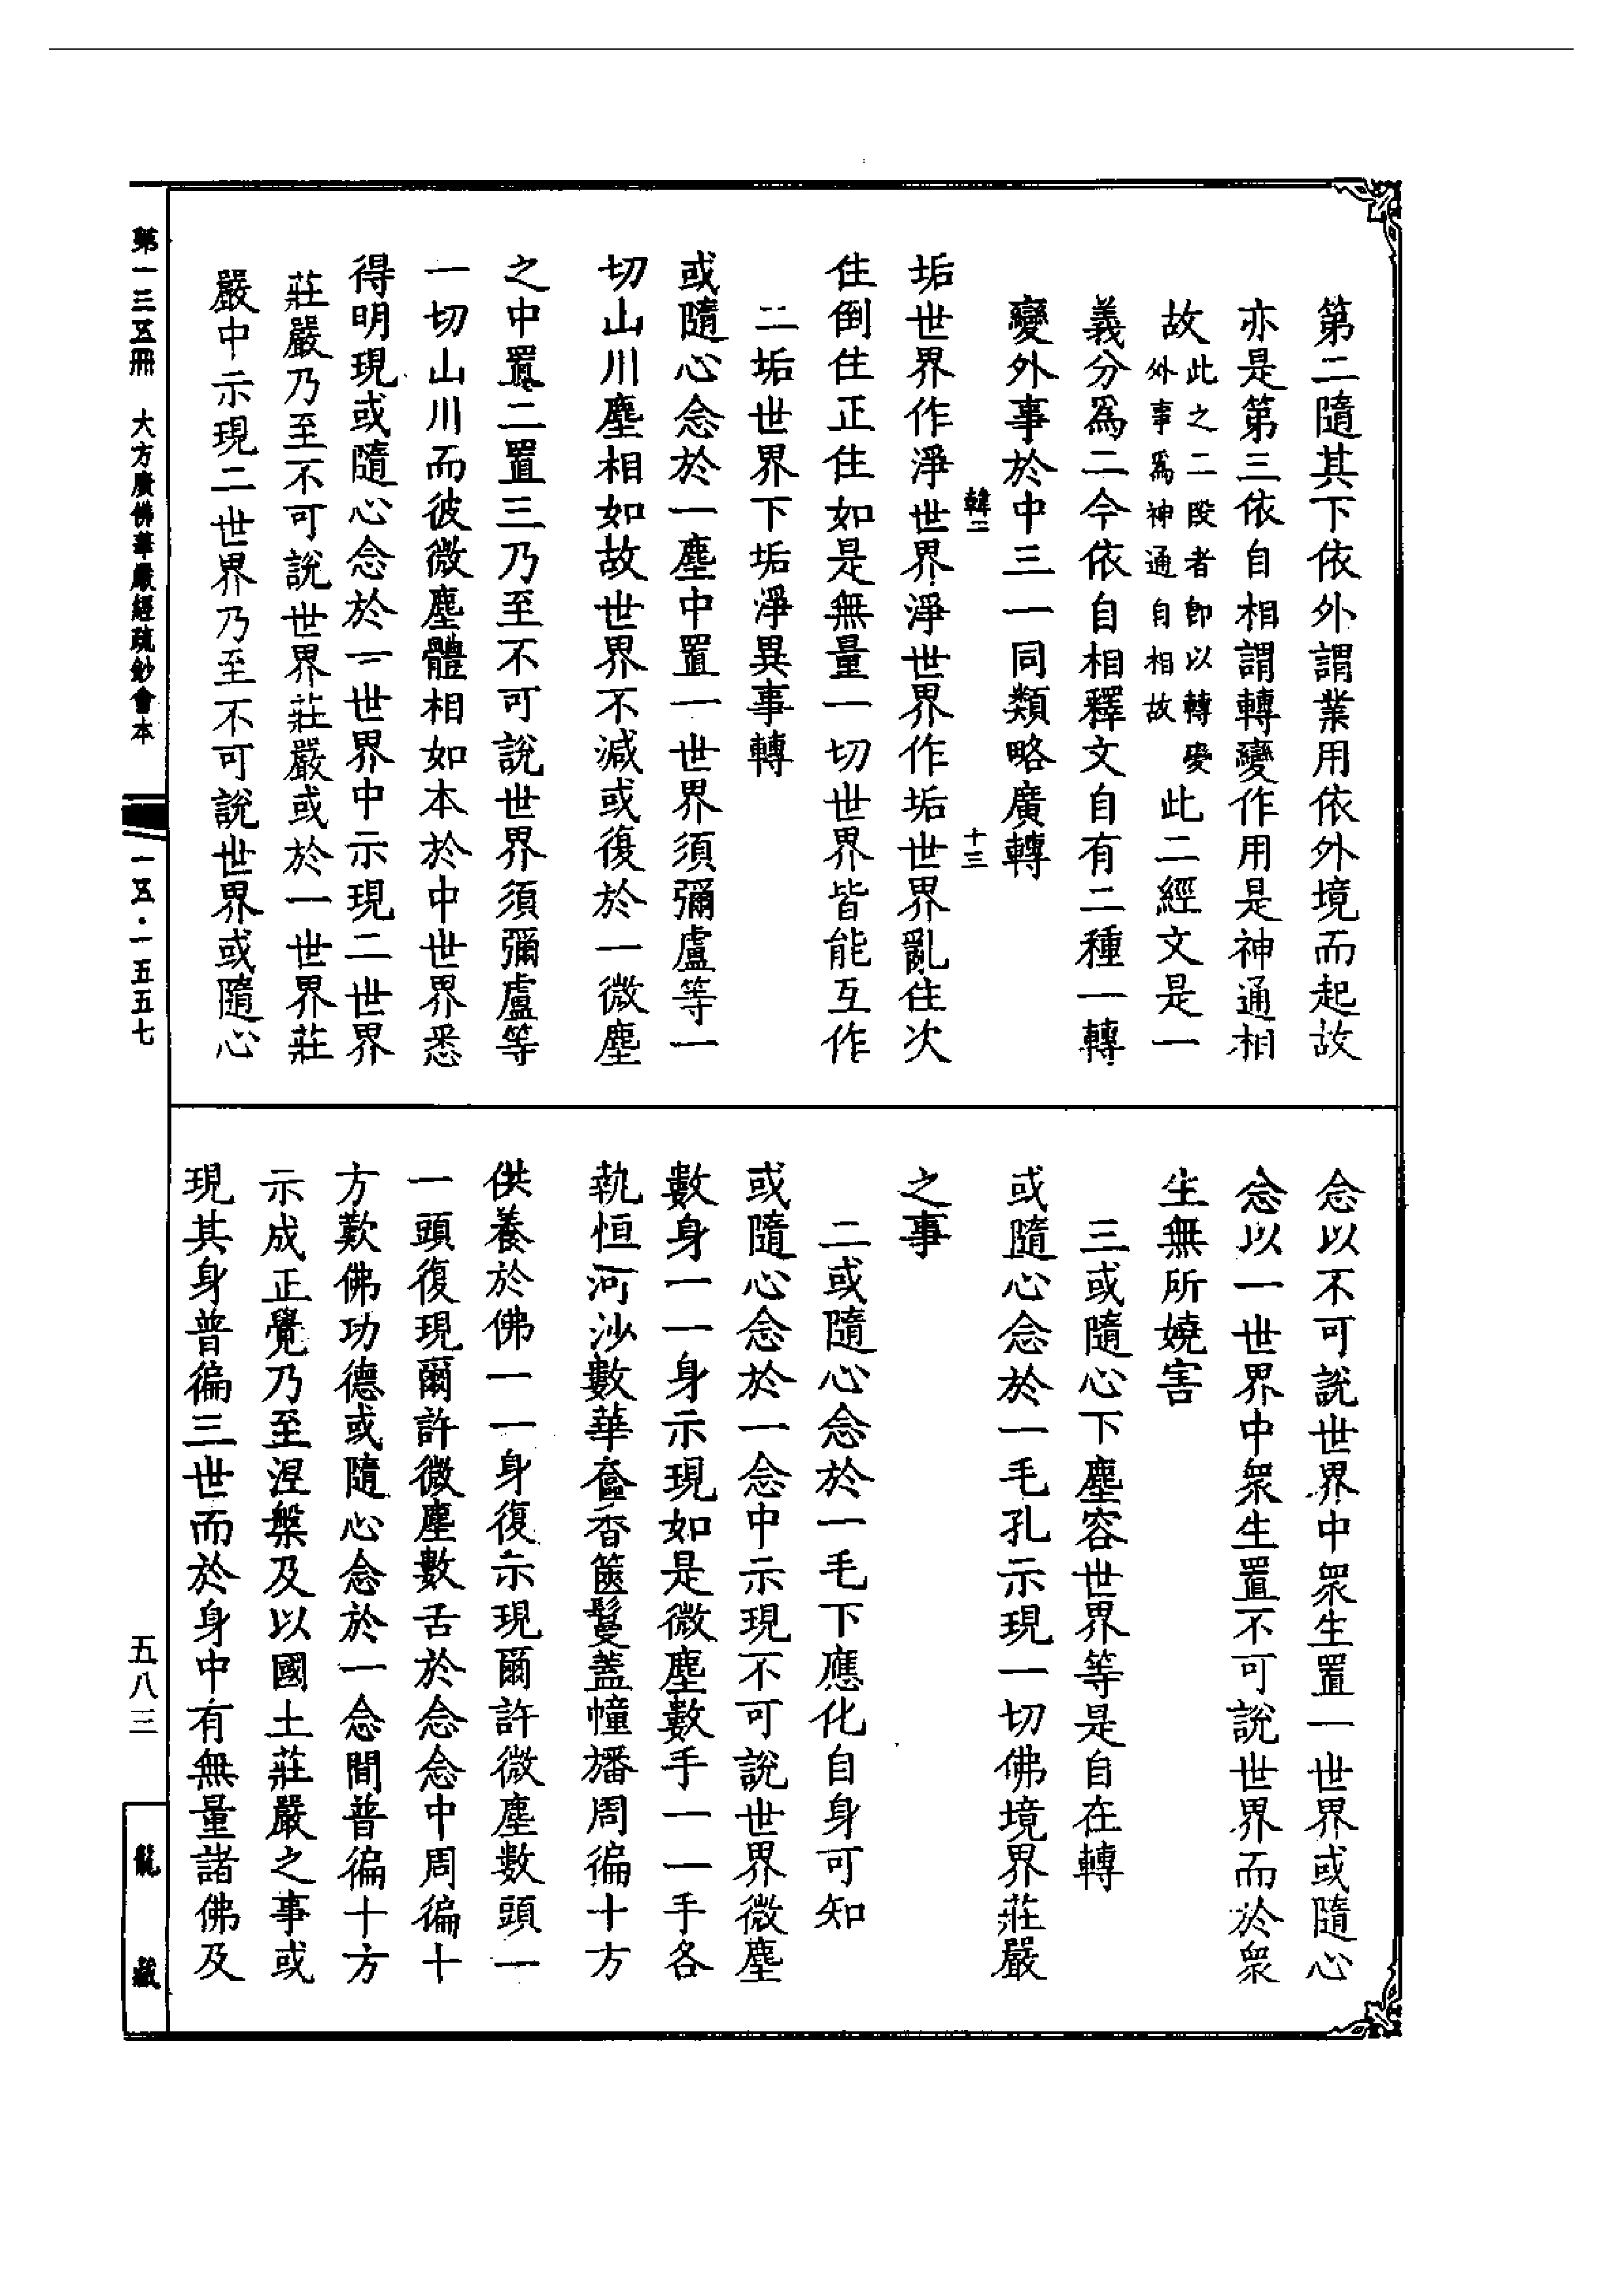 第二隨其下依外謂業用依外境而起故
亦是第三依自相謂轉變作用是神通相
故此之二段者即以轉變外事爲神通自相故此二經文是一
義分爲二今依自相釋文自有二種一轉
變外事於中三一同類略廣轉
韓二 十三
垢世界作淨世界淨世界作垢世界亂住次
住倒住正住如是無量一切世界皆能互作
二垢世界下垢淨異事轉
或隨心念於一塵中置一世界須彌盧等一
切山川塵相如故世界不減或復於一微塵
之中置二置三乃至不可說世界須彌盧等
一切山川而彼微塵體相如本於中世界悉
得明現或隨心念於一世界中示現二世界
莊嚴乃至不可說世界莊嚴或於一世界莊
嚴中示現二世界乃至不可說世界或隨心
念以不可說世界中衆生置一世界或隨心
念以一世界中衆生置不可說世界而於衆
生無所嬈害
三或隨心下塵容世界等是自在轉
或隨心念於一毛孔示現一切佛境界莊嚴
之事
二或隨心念於一毛下應化自身可知
或隨心念於一念中示現不可說世界微塵
數身一一身示現如是微塵數手一一手各
執恒河沙數華奩香篋鬘蓋幢旛周徧十方
供養於佛一一身復示現爾許微塵數頭一
一頭復現爾許微塵數舌於念念中周徧十
方歎佛功德或隨心念於一念間普徧十方
示成正覺乃至涅槃及以國土莊嚴之事或
現其身普徧三世而於身中有無量諸佛及
第一三五冊 大方廣佛華嚴經疏鈔會本 一五·一五五七
五八三
龍藏